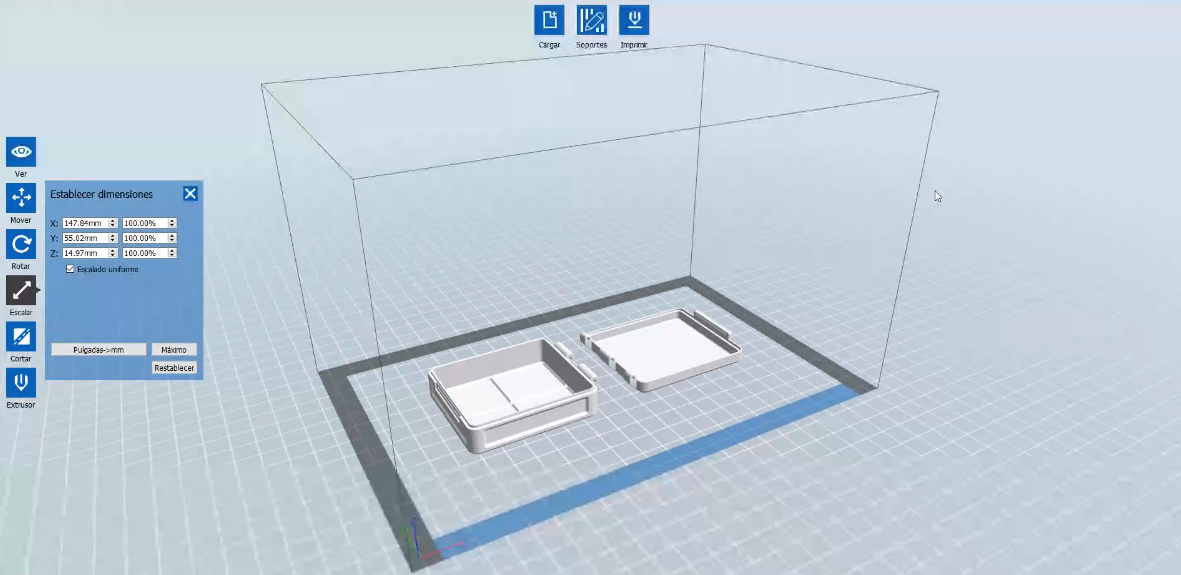 Cargar
Soportes
Imprimir
Ver
Mover
Rotar
Escalar
Cortar
Extrusor
Establecer dimensiones
X: 147.84mm 100.00%
Y: 55.02mm 100.00%
Z: 14.97mm 100.00%
Escalado uniforme
Pulgadas->mm
Máximo
Restablecer